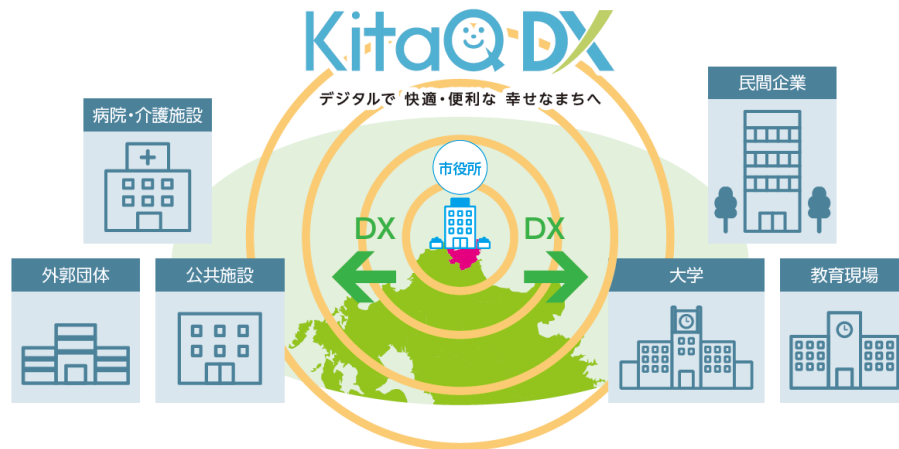 KitaQ DX
デジタルで 快適・便利な 幸せなまちへ
民間企業
病院・介護施設
市役所
DX
DX
外郭団体
公共施設
大学
教育現場